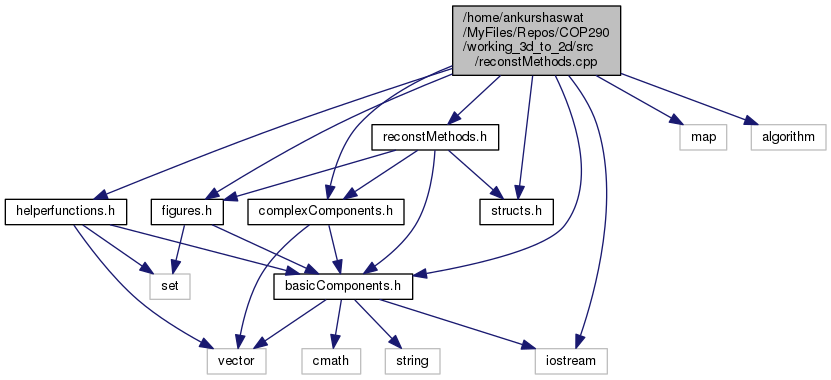 /home/ankurshaswat
/MyFiles/Repos/COP290
/working_3d_to_2d/src
/reconstMethods.cpp
reconstMethods.h
map
algorithm
helperfunctions.h
figures.h
complexComponents.h
structs.h
set
basicComponents.h
vector
cmath
string
iostream